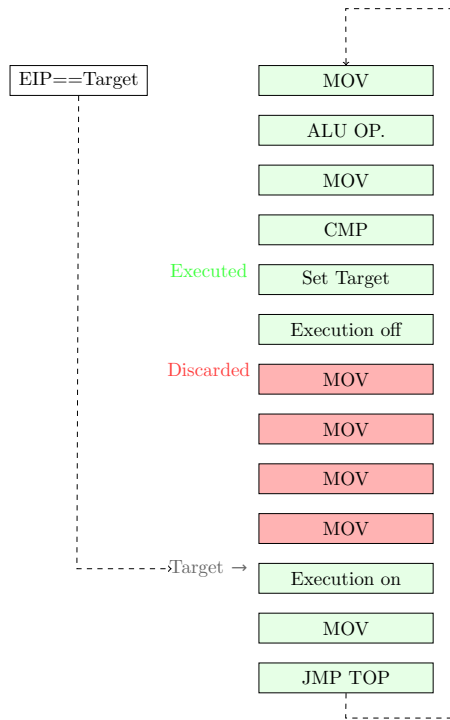 EIP==Target
MOV
ALU OP.
MOV
CMP
Executed
Set Target
Execution off
Discarded
MOV
MOV
MOV
MOV
Target →
Execution on
MOV
JMP TOP